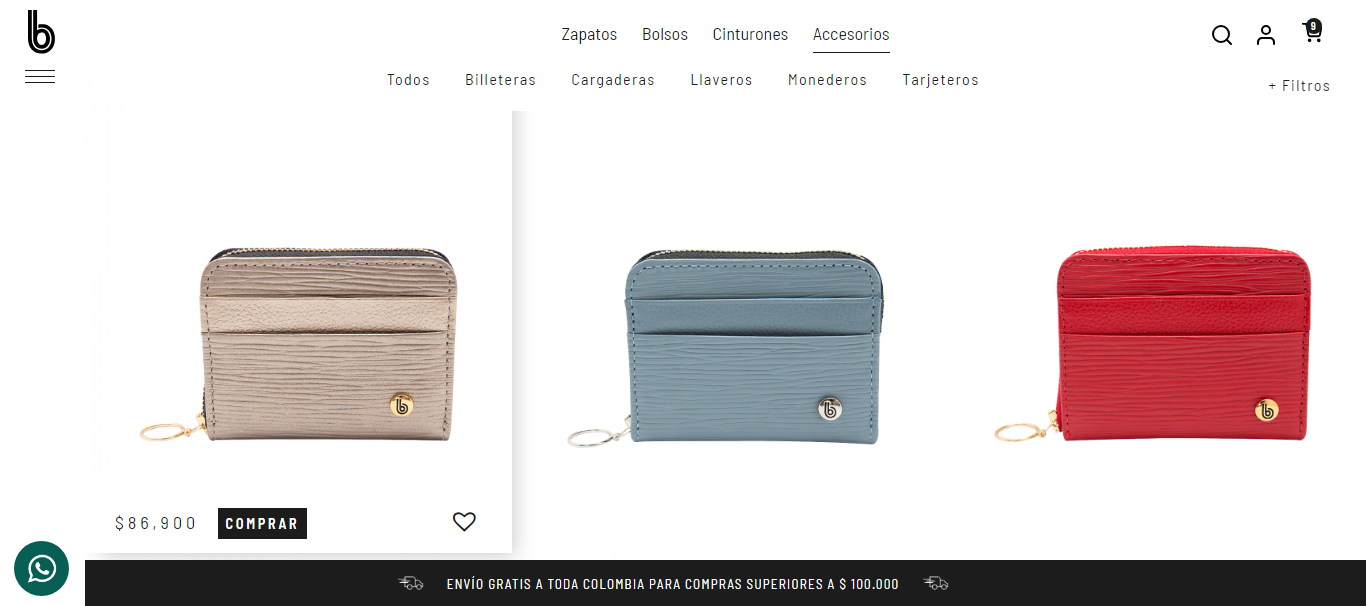 b
Zapatos Bolsos Cinturones Accesorios
9
Todos Billeteras Cargaderas Llaveros Monederos Tarjeteros
+ Filtros
b
b
b
$86,900 COMPRAR
ENVÍO GRATIS A TODA COLOMBIA PARA COMPRAS SUPERIORES A $ 100.000